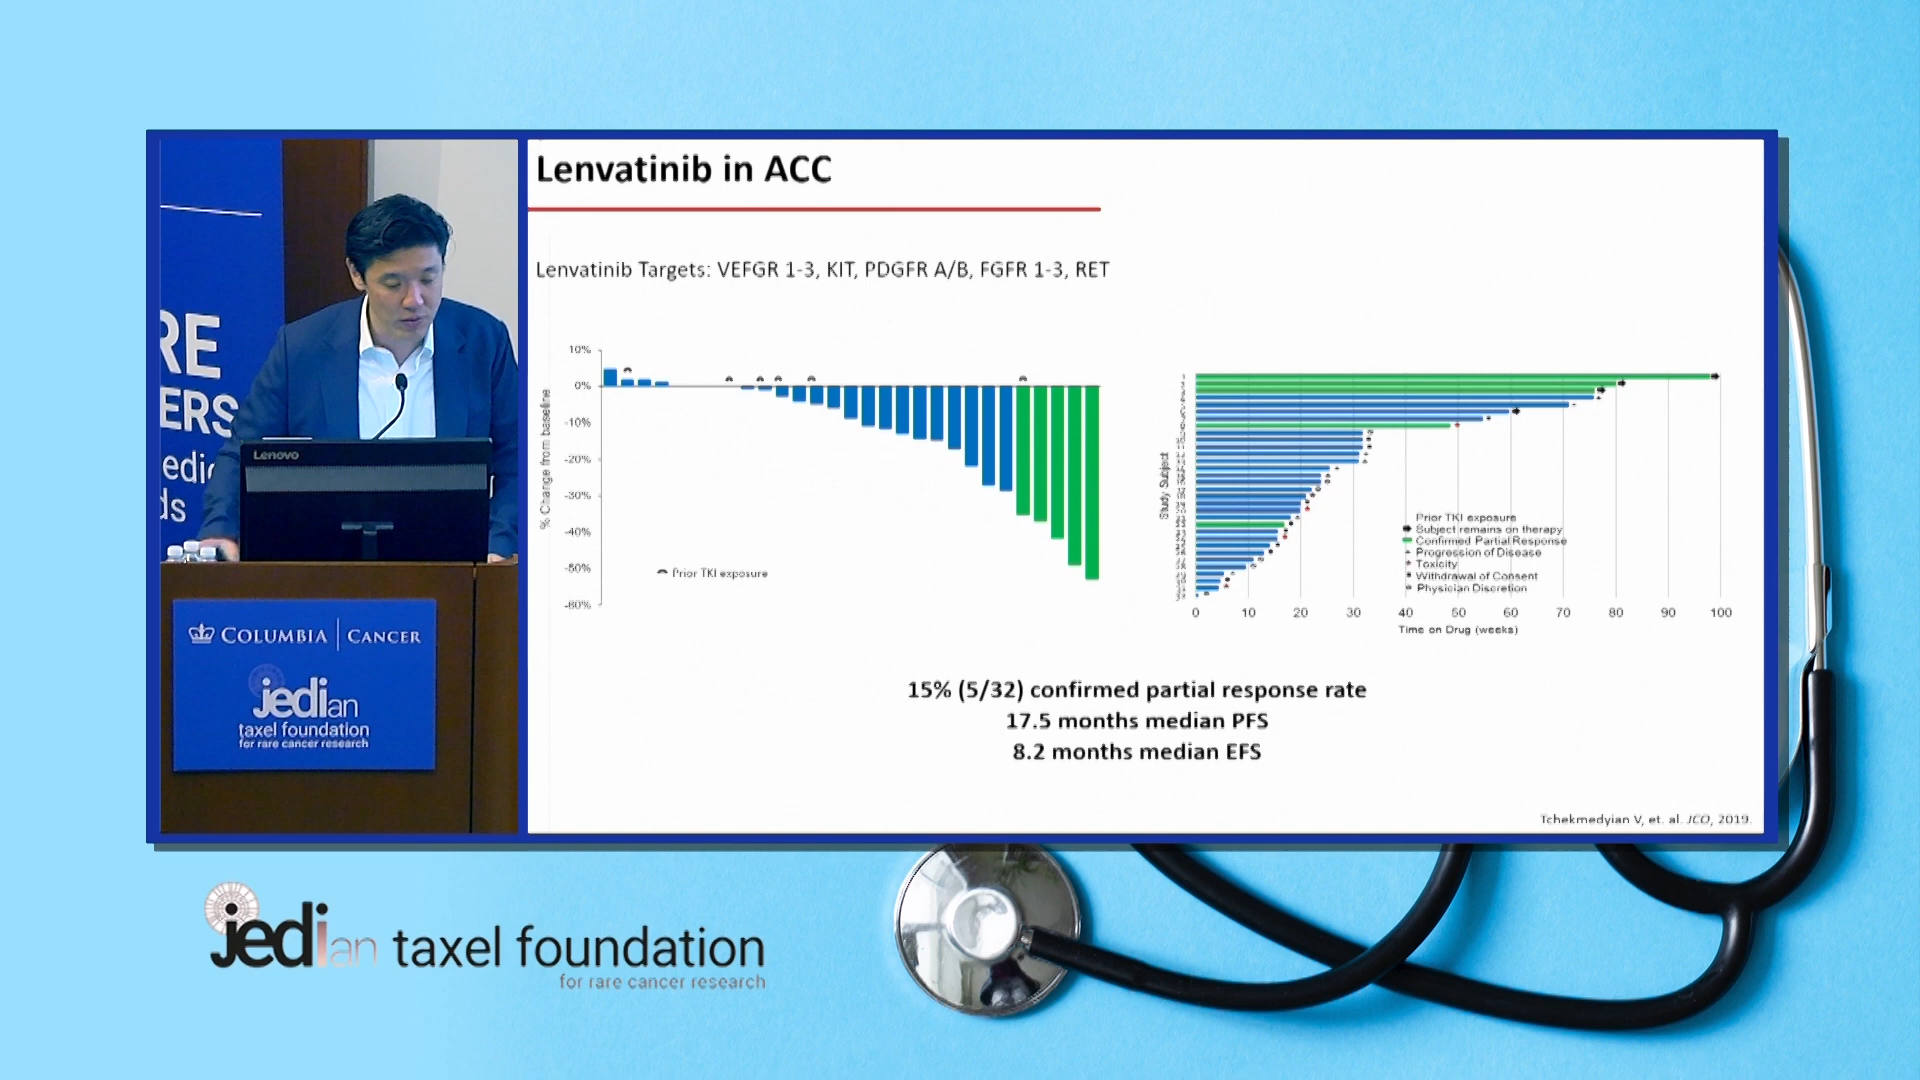 Lenvatinib in ACC
Lenvatinib Targets: VEFGR 1-3, KIT, PDGFR A/B, FGFR 1-3, RET
% Change from baseline
10%
0%
-10%
-20%
-30%
-40%
-50%
-60%
Prior TKI exposure
Study Subject
Prior TKI exposure
Subject remains on therapy
Confirmed Partial Response
Progression of Disease
Toxicity
Withdrawal of Consent
Physician Discretion
0 10 20 30 40 50 60 70 80 90 100
Time on Drug (weeks)
15% (5/32) confirmed partial response rate
17.5 months median PFS
8.2 months median EFS
Tchekmedyian V, et. al. JCO, 2019.
RE
ERS
edic
ds
Lenovo
COLUMBIA | CANCER
jedian
taxel foundation
for rare cancer research
jedian taxel foundation
for rare cancer research